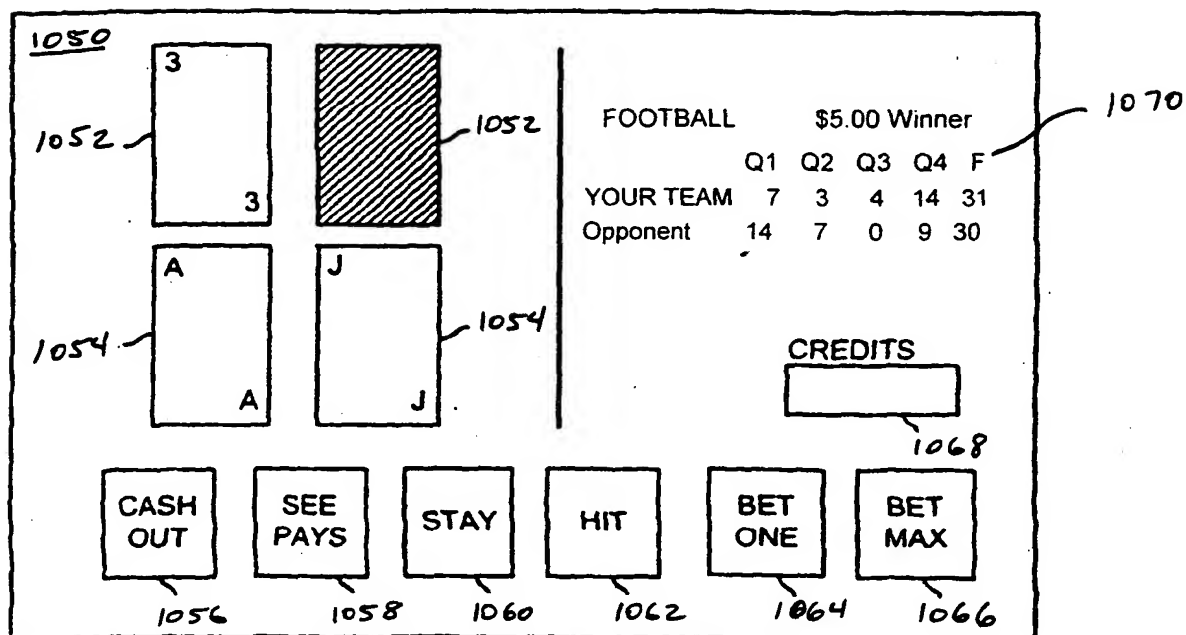 1050
3
3
1052
1052
A
A
J
J
1054
1054
FOOTBALL $5.00 Winner
1070
Q1 Q2 Q3 Q4 F
YOUR TEAM 7 3 4 14 31
Opponent 14 7 0 9 30
CREDITS
1068
CASH OUT
SEE PAYS
STAY
HIT
BET ONE
BET MAX
1056
1058
1060
1062
1064
1066